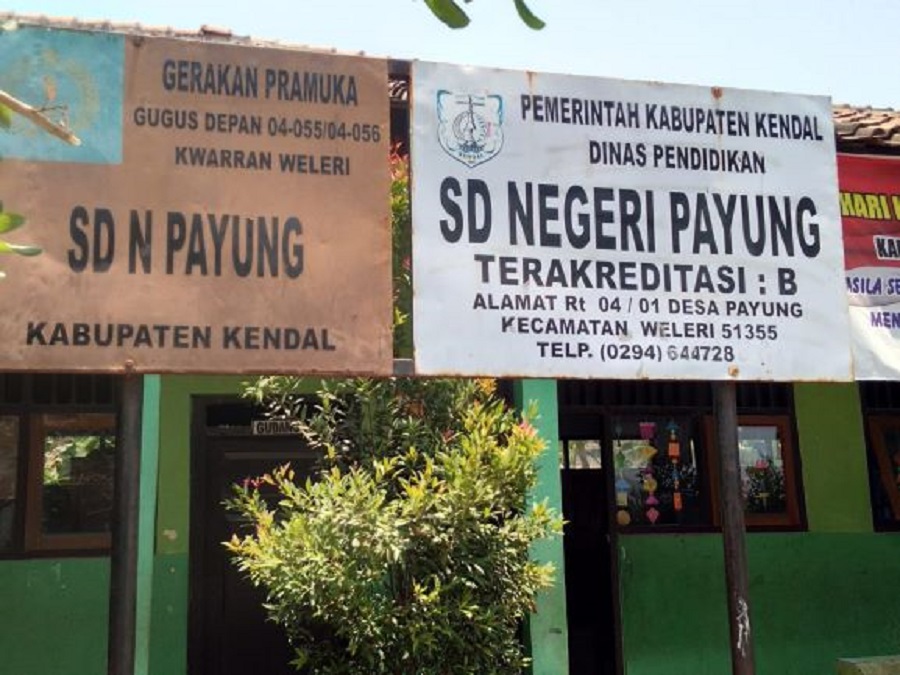 GERAKAN PRAMUKA
GUGUS DEPAN 04-055/04-056
KWARRAN WELERI
SD N PAYUNG
KABUPATEN KENDAL
PEMERINTAH KABUPATEN KENDAL
DINAS PENDIDIKAN
SD NEGERI PAYUNG
TERAKREDITASI : B
ALAMAT Rt 04 / 01 DESA PAYUNG
KECAMATAN WELERI 51355
TELP. (0294) 644728
HARI